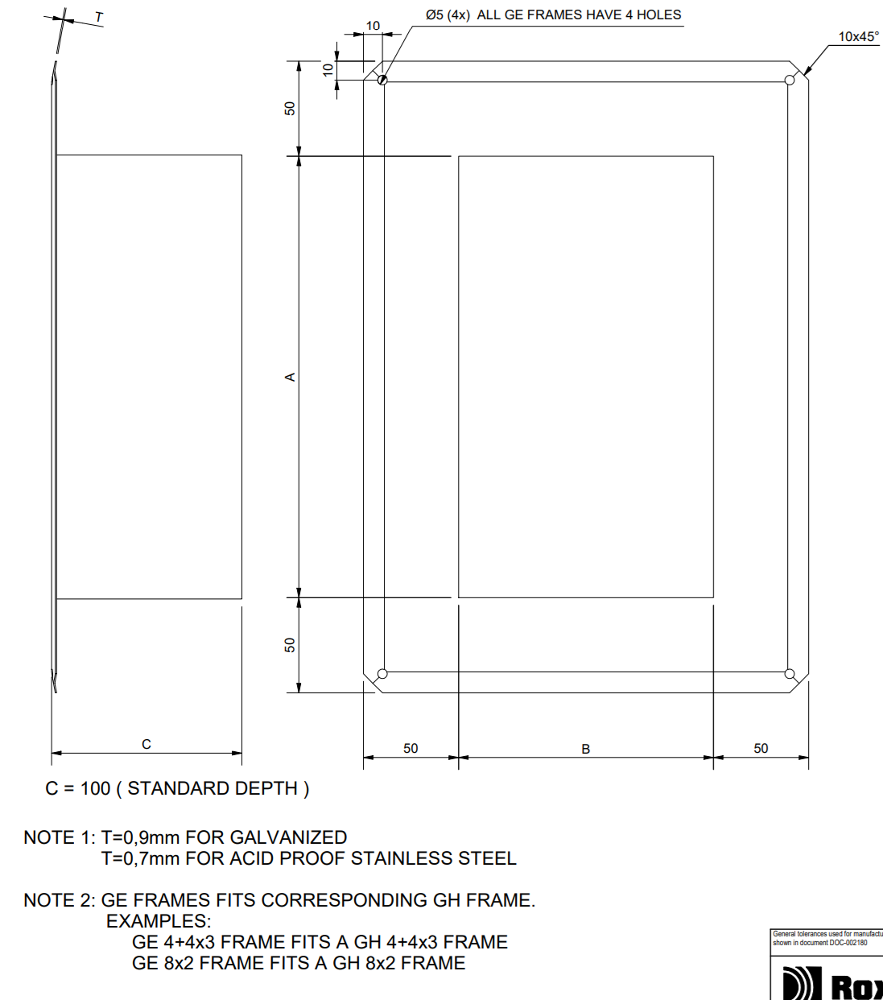 T
Ø5 (4x)  ALL GE FRAMES HAVE 4 HOLES
10
10x45°
10
50
A
50
C
50
B
50
C = 100 ( STANDARD DEPTH )
NOTE 1: T=0,9mm FOR GALVANIZED
T=0,7mm FOR ACID PROOF STAINLESS STEEL
NOTE 2: GE FRAMES FITS CORRESPONDING GH FRAME.
EXAMPLES:
GE 4+4x3 FRAME FITS A GH 4+4x3 FRAME
GE 8x2 FRAME FITS A GH 8x2 FRAME
General tolerances used for manufactu
shown in document DOC-002180
Rox